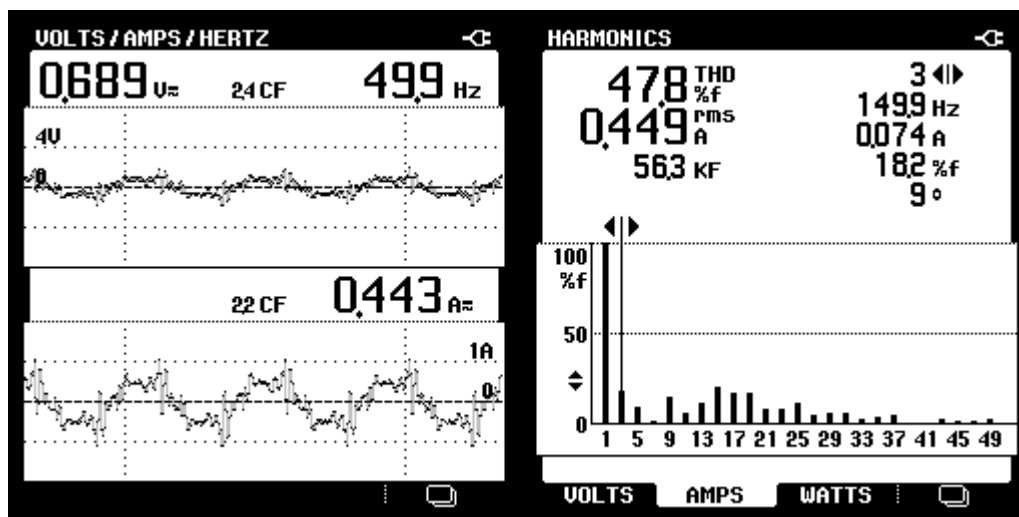 VOLTS/AMPS/HERTZ
0,689 V≂ 2,4 CF 49,9 Hz
4V
0
2,2 CF 0,443 A≂
1A
0
HARMONICS
47,8 THD %f
0,449 rms A
56,3 KF
3
149,9 Hz
0,074 A
18,2 %f
9 °
100
%f
50
0
1 5 9 13 17 21 25 29 33 37 41 45 49
VOLTS AMPS WATTS